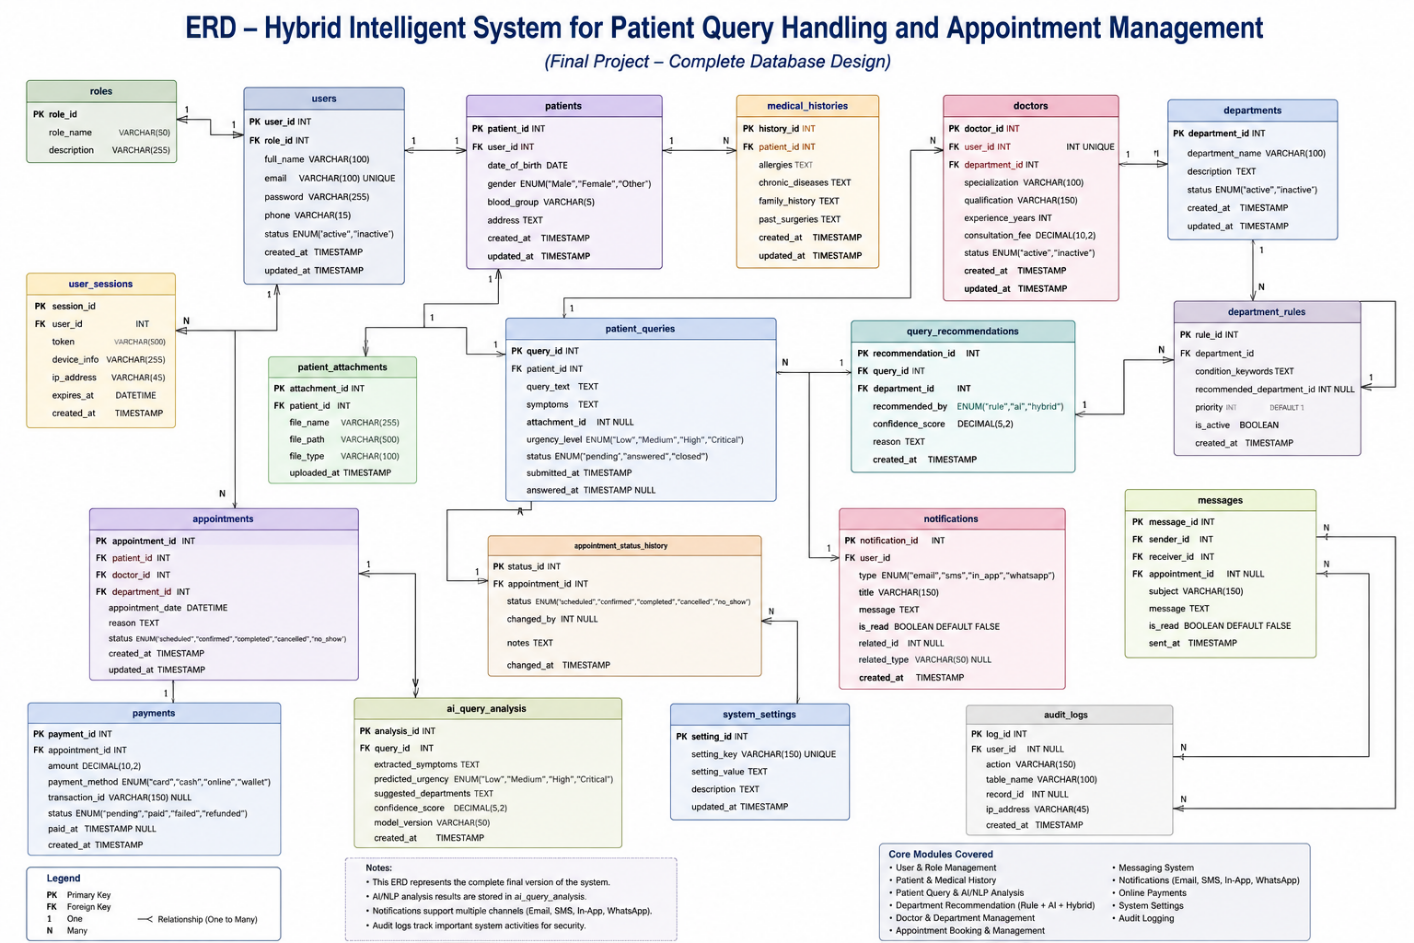 ERD – Hybrid Intelligent System for Patient Query Handling and Appointment Management
(Final Project – Complete Database Design)
roles
PK role_id
role_name VARCHAR(50)
description VARCHAR(255)
1
1
users
PK user_id INT
FK role_id INT
full_name VARCHAR(100)
email VARCHAR(100) UNIQUE
password VARCHAR(255)
phone VARCHAR(15)
status ENUM("active","inactive")
created_at TIMESTAMP
updated_at TIMESTAMP
1
1
1
patients
PK patient_id INT
FK user_id INT
date_of_birth DATE
gender ENUM("Male","Female","Other")
blood_group VARCHAR(5)
address TEXT
created_at TIMESTAMP
updated_at TIMESTAMP
1
N
1
medical_histories
PK history_id INT
FK patient_id INT
allergies TEXT
chronic_diseases TEXT
family_history TEXT
past_surgeries TEXT
created_at TIMESTAMP
updated_at TIMESTAMP
N
doctors
PK doctor_id INT
FK user_id INT INT UNIQUE
FK department_id INT
specialization VARCHAR(100)
qualification VARCHAR(150)
experience_years INT
consultation_fee DECIMAL(10,2)
status ENUM("active","inactive")
created_at TIMESTAMP
updated_at TIMESTAMP
1
departments
PK department_id INT
department_name VARCHAR(100)
description TEXT
status ENUM("active","inactive")
created_at TIMESTAMP
updated_at TIMESTAMP
1
N
user_sessions
PK session_id
FK user_id INT
token VARCHAR(500)
device_info VARCHAR(255)
ip_address VARCHAR(45)
expires_at DATETIME
created_at TIMESTAMP
N
N
1
patient_attachments
PK attachment_id INT
FK patient_id INT
file_name VARCHAR(255)
file_path VARCHAR(500)
file_type VARCHAR(100)
uploaded_at TIMESTAMP
1
1
patient_queries
PK query_id INT
FK patient_id INT
query_text TEXT
symptoms TEXT
attachment_id INT NULL
urgency_level ENUM("Low","Medium","High","Critical")
status ENUM("pending","answered","closed")
submitted_at TIMESTAMP
answered_at TIMESTAMP NULL
N
1
query_recommendations
PK recommendation_id INT
FK query_id INT
FK department_id INT
recommended_by ENUM("rule","ai","hybrid")
confidence_score DECIMAL(5,2)
reason TEXT
created_at TIMESTAMP
1
N
department_rules
PK rule_id INT
FK department_id
condition_keywords TEXT
recommended_department_id INT NULL
priority INT DEFAULT 1
is_active BOOLEAN
created_at TIMESTAMP
1
appointments
PK appointment_id INT
FK patient_id INT
FK doctor_id INT
FK department_id INT
appointment_date DATETIME
reason TEXT
status ENUM("scheduled","confirmed","completed","cancelled","no_show")
created_at TIMESTAMP
updated_at TIMESTAMP
1
1
1
appointment_status_history
PK status_id INT
FK appointment_id INT
status ENUM("scheduled","confirmed","completed","cancelled","no_show")
changed_by INT NULL
notes TEXT
changed_at TIMESTAMP
N
1
notifications
PK notification_id INT
FK user_id
type ENUM("email","sms","in_app","whatsapp")
title VARCHAR(150)
message TEXT
is_read BOOLEAN DEFAULT FALSE
related_id INT NULL
related_type VARCHAR(50) NULL
created_at TIMESTAMP
messages
PK message_id INT
FK sender_id INT
FK receiver_id INT
FK appointment_id INT NULL
subject VARCHAR(150)
message TEXT
is_read BOOLEAN DEFAULT FALSE
sent_at TIMESTAMP
N
N
payments
PK payment_id INT
FK appointment_id INT
amount DECIMAL(10,2)
payment_method ENUM("card","cash","online","wallet")
transaction_id VARCHAR(150) NULL
status ENUM("pending","paid","failed","refunded")
paid_at TIMESTAMP NULL
created_at TIMESTAMP
ai_query_analysis
PK analysis_id INT
FK query_id INT
extracted_symptoms TEXT
predicted_urgency ENUM("Low","Medium","High","Critical")
suggested_departments TEXT
confidence_score DECIMAL(5,2)
model_version VARCHAR(50)
created_at TIMESTAMP
system_settings
PK setting_id INT
setting_key VARCHAR(150) UNIQUE
setting_value TEXT
description TEXT
updated_at TIMESTAMP
audit_logs
PK log_id INT
FK user_id INT NULL
action VARCHAR(150)
table_name VARCHAR(100)
record_id INT NULL
ip_address VARCHAR(45)
created_at TIMESTAMP
N
N
Legend
PK Primary Key
FK Foreign Key
1 One
N Many
Relationship (One to Many)
Notes:
• This ERD represents the complete final version of the system.
• AI/NLP analysis results are stored in ai_query_analysis.
• Notifications support multiple channels (Email, SMS, In-App, WhatsApp).
• Audit logs track important system activities for security.
Core Modules Covered
• User & Role Management
• Patient & Medical History
• Patient Query & AI/NLP Analysis
• Department Recommendation (Rule + AI + Hybrid)
• Doctor & Department Management
• Appointment Booking & Management
• Messaging System
• Notifications (Email, SMS, In-App, WhatsApp)
• Online Payments
• System Settings
• Audit Logging